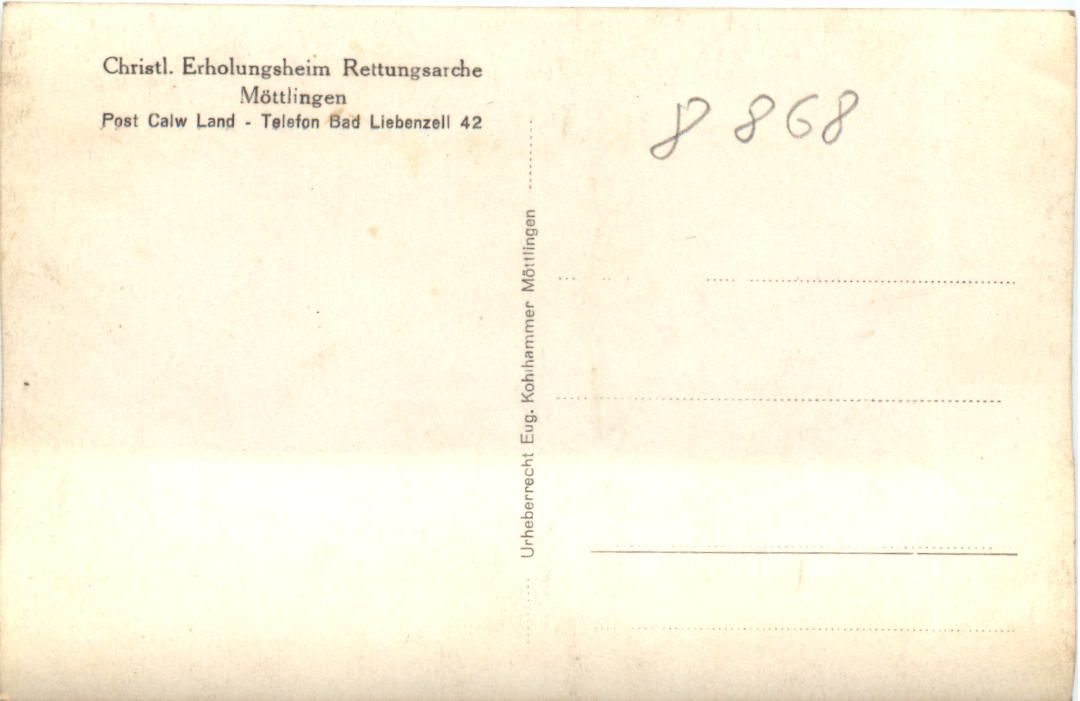 Christl. Erholungsheim Rettungsarche
Möttlingen
Post Calw Land - Telefon Bad Liebenzell 42
8 868
Urheberrecht Eug. Kohlhammer Möttlingen